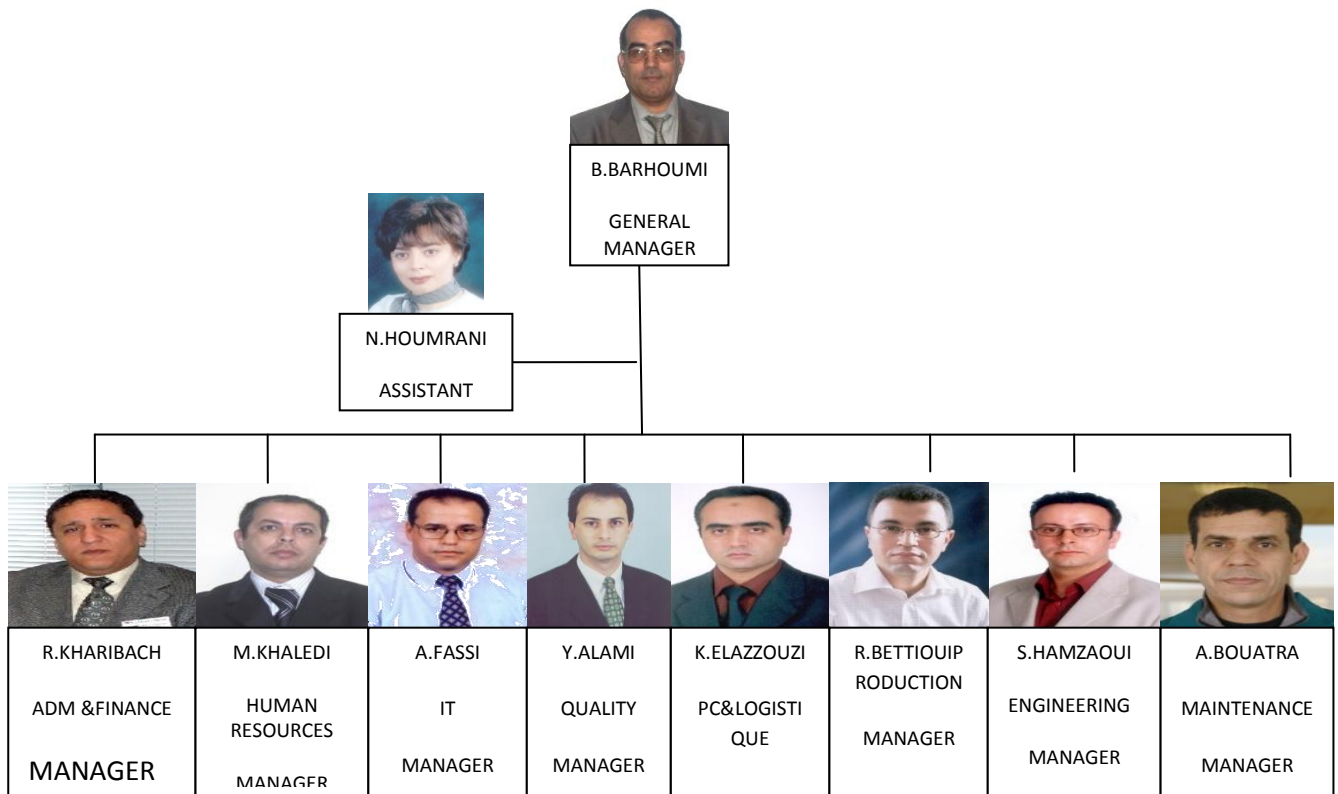 B.BARHOUMI
GENERAL
MANAGER
N.HOUMRANI
ASSISTANT
R.KHARIBACH
ADM &FINANCE
MANAGER
M.KHALEDI
HUMAN
RESOURCES
MANAGER
A.FASSI
IT
MANAGER
Y.ALAMI
QUALITY
MANAGER
K.ELAZZOUZI
PC&LOGISTI
QUE
R.BETTIOUIP
RODUCTION
MANAGER
S.HAMZAOUI
ENGINEERING
MANAGER
A.BOUATRA
MAINTENANCE
MANAGER